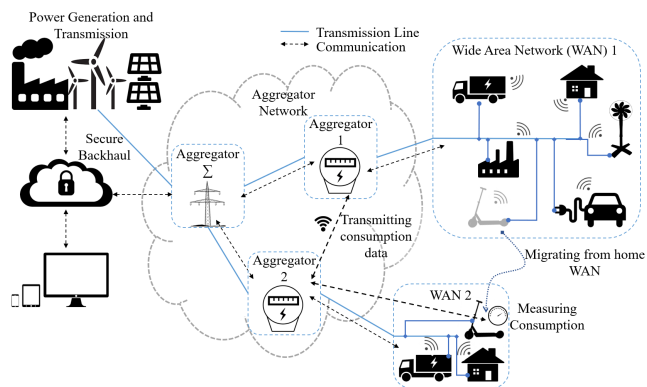 Power Generation and
Transmission
Transmission Line
Communication
Wide Area Network (WAN) 1
Aggregator
Network
Aggregator
1
Secure
Backhaul
Aggregator
Σ
Transmitting
consumption
data
Migrating from home
WAN
Aggregator
2
WAN 2
Measuring
Consumption